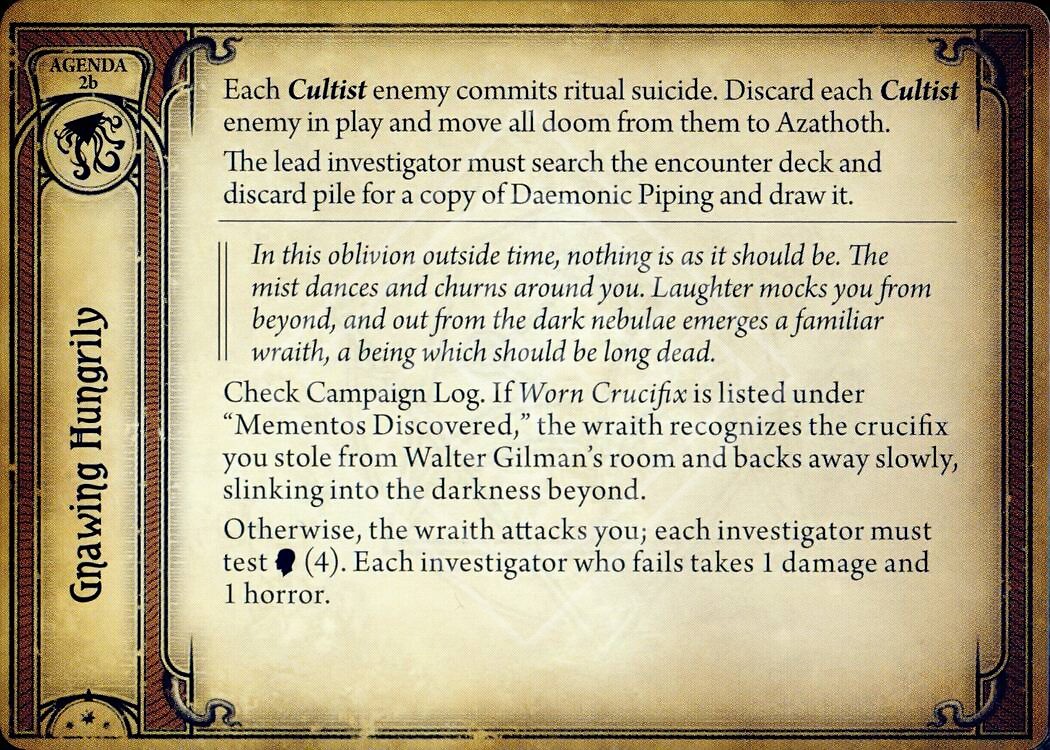 AGENDA
2b
Gnawing Hungrily
Each Cultist enemy commits ritual suicide. Discard each Cultist
enemy in play and move all doom from them to Azathoth.
The lead investigator must search the encounter deck and
discard pile for a copy of Daemonic Piping and draw it.
In this oblivion outside time, nothing is as it should be. The
mist dances and churns around you. Laughter mocks you from
beyond, and out from the dark nebulae emerges a familiar
wraith, a being which should be long dead.
Check Campaign Log. If Worn Crucifix is listed under
“Mementos Discovered,” the wraith recognizes the crucifix
you stole from Walter Gilman’s room and backs away slowly,
slinking into the darkness beyond.
Otherwise, the wraith attacks you; each investigator must
test (4). Each investigator who fails takes 1 damage and
1 horror.